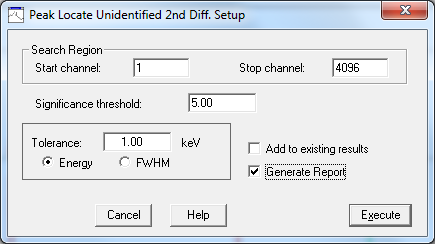 Peak Locate Unidentified 2nd Diff. Setup
Search Region
Start channel: 1 Stop channel: 4096
Significance threshold: 5.00
Tolerance: 1.00 keV
Energy FWHM
Add to existing results
Generate Report
Cancel Help Execute